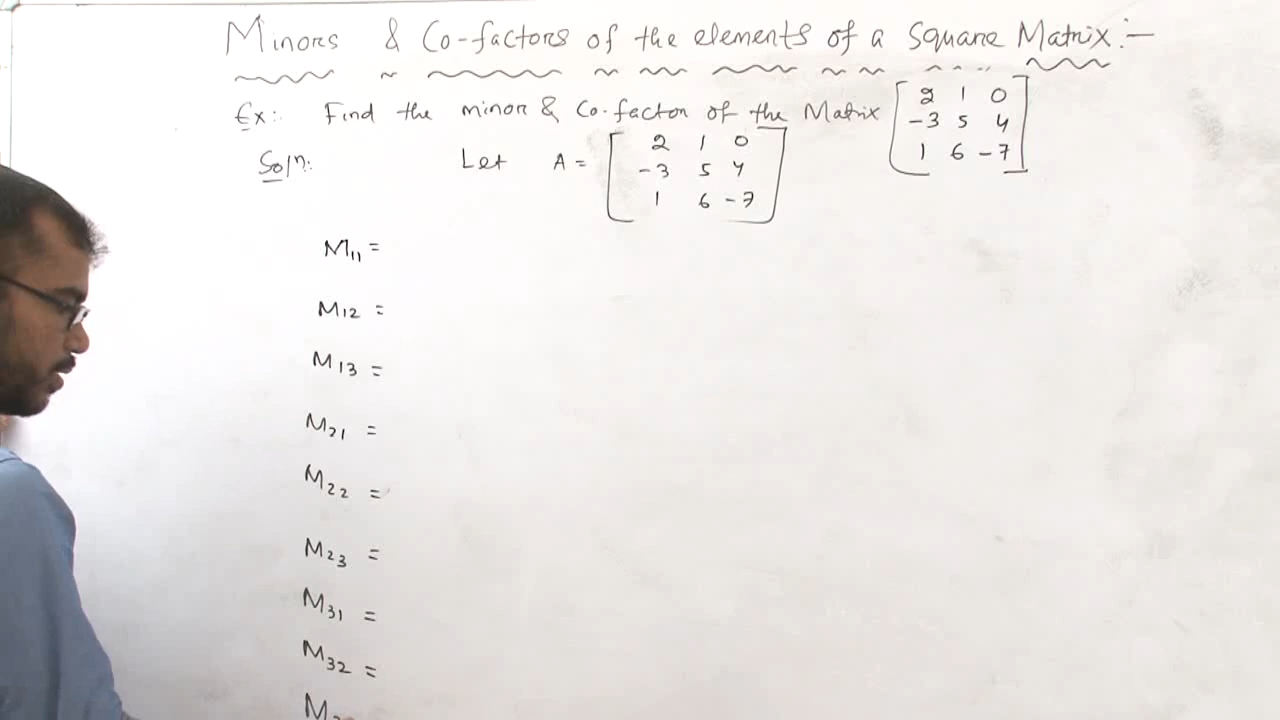 Minors & Co-factors of the elements of a Square Matrix:-
Ex:. Find the minor & Co-factor of the Matrix [2 1 0
-3 5 4
1 6 -7]
Soln: Let A = [2 1 0
-3 5 4
1 6 -7]
M11 =
M12 =
M13 =
M21 =
M22 =
M23 =
M31 =
M32 =
M